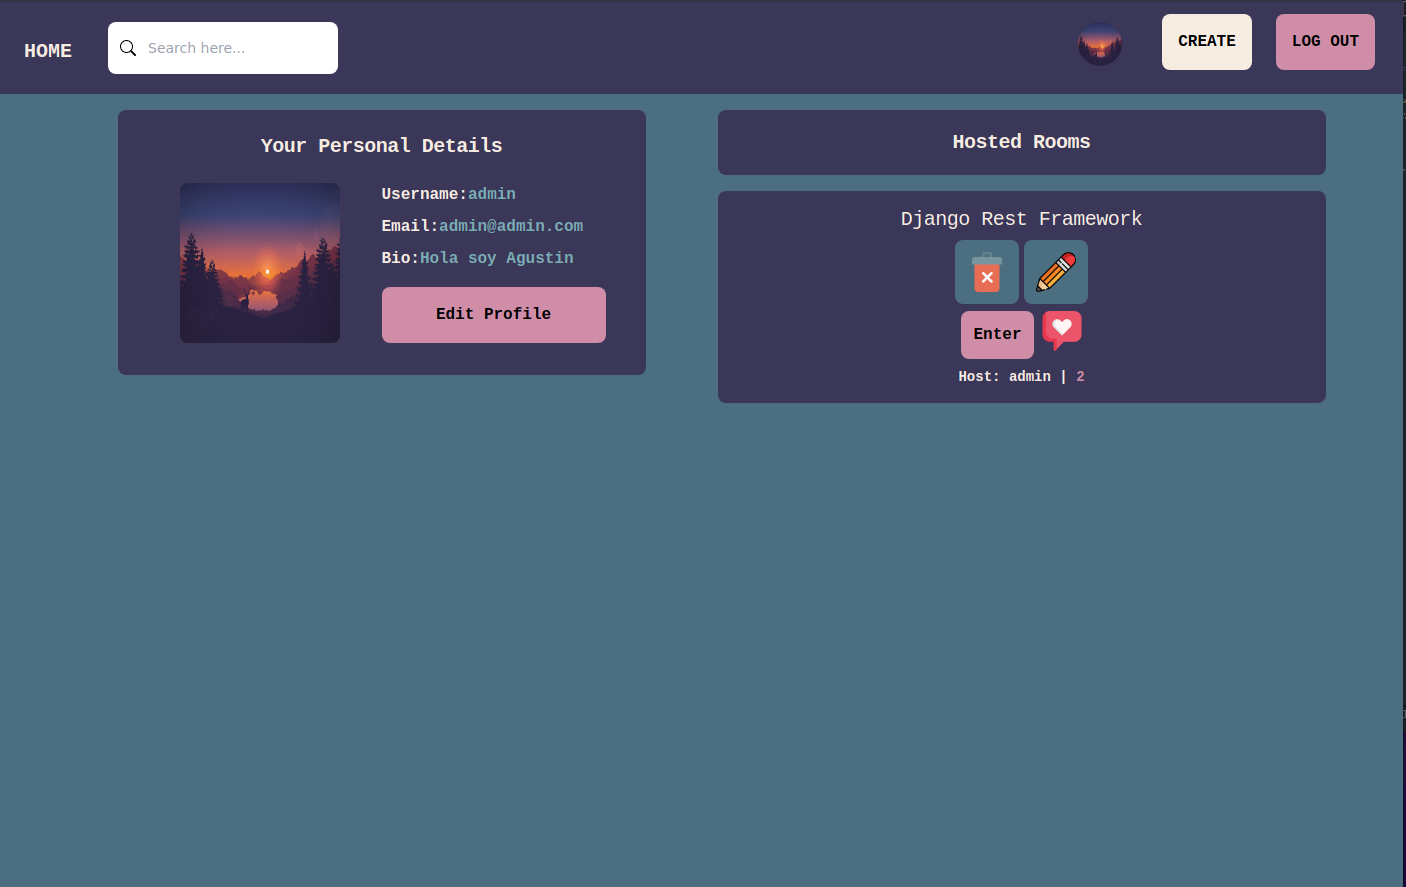 HOME
Search here...
CREATE
LOG OUT
Your Personal Details
Username:admin
Email:admin@admin.com
Bio:Hola soy Agustin
Edit Profile
Hosted Rooms
Django Rest Framework
Enter
Host: admin | 2